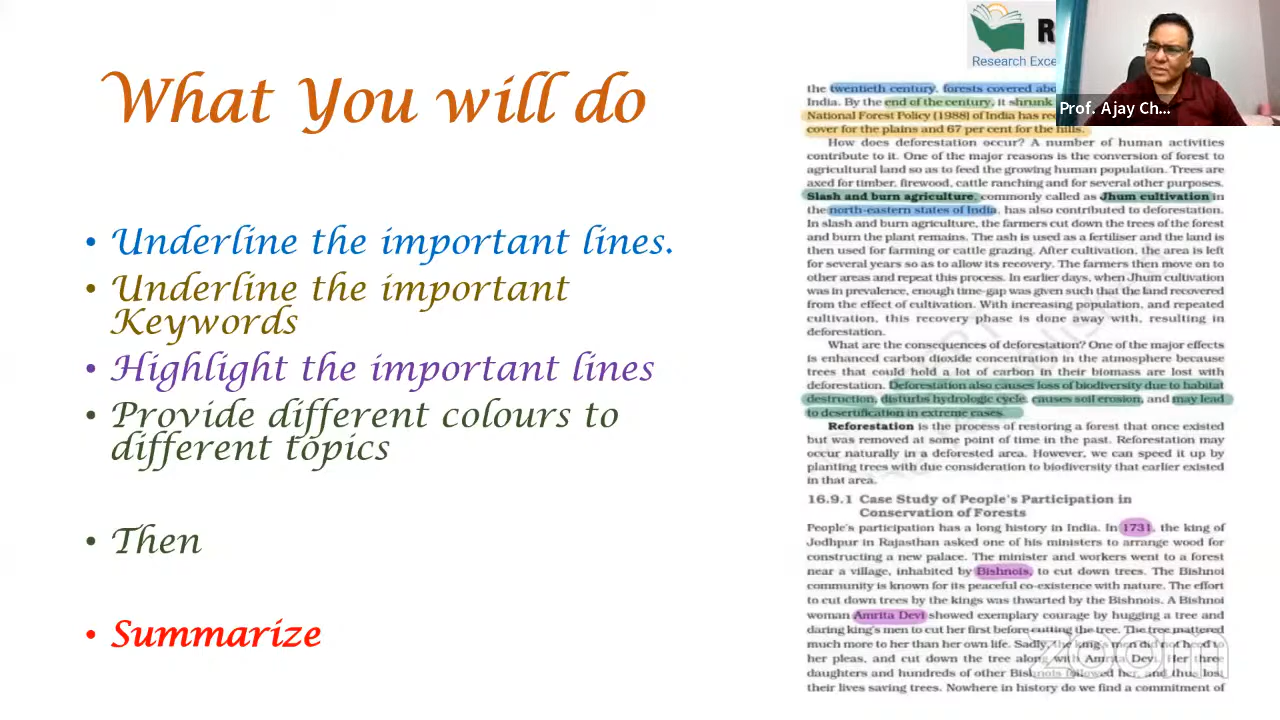 What You will do
• Underline the important lines.
• Underline the important
Keywords
• Highlight the important lines
• Provide different colours to
different topics
• Then
• Summarize
R
Research Exce
Prof. Ajay Ch...
the twentieth century, forests covered abo
India. By the end of the century, it shrunk
National Forest Policy (1988) of India has re
cover for the plains and 67 per cent for the hills.
How does deforestation occur? A number of human activities
contribute to it. One of the major reasons is the conversion of forest to
agricultural land so as to feed the growing human population. Trees are
axed for timber, firewood, cattle ranching and for several other purposes.
Slash and burn agriculture, commonly called as Jhum cultivation in
the north-eastern states of India, has also contributed to deforestation.
In slash and burn agriculture, the farmers cut down the trees of the forest
and burn the plant remains. The ash is used as a fertiliser and the land is
then used for farming or cattle grazing. After cultivation, the area is left
for several years so as to allow its recovery. The farmers then move on to
other areas and repeat this process. In earlier days, when Jhum cultivation
was in prevalence, enough time-gap was given such that the land recovered
from the effect of cultivation. With increasing population, and repeated
cultivation, this recovery phase is done away with, resulting in
deforestation.
What are the consequences of deforestation? One of the major effects
is enhanced carbon dioxide concentration in the atmosphere because
trees that could hold a lot of carbon in their biomass are lost with
deforestation. Deforestation also causes loss of biodiversity due to habitat
destruction, disturbs hydrologic cycle, causes soil erosion, and may lead
to desertification in extreme cases.
Reforestation is the process of restoring a forest that once existed
but was removed at some point of time in the past. Reforestation may
occur naturally in a deforested area. However, we can speed it up by
planting trees with due consideration to biodiversity that earlier existed
in that area.
16.9.1 Case Study of People's Participation in
Conservation of Forests
People's participation has a long history in India. In 1731, the king of
Jodhpur in Rajasthan asked one of his ministers to arrange wood for
constructing a new palace. The minister and workers went to a forest
near a village, inhabited by Bishnois, to cut down trees. The Bishnoi
community is known for its peaceful co-existence with nature. The effort
to cut down trees by the kings was thwarted by the Bishnois. A Bishnoi
woman Amrita Devi showed exemplary courage by hugging a tree and
daring king's men to cut her first before cutting the tree. The tree mattered
much more to her than her own life. Sadly, the king's men did not heed to
her pleas, and cut down the tree along with Amrita Devi. Her three
daughters and hundreds of other Bishnois followed her, and thus lost
their lives saving trees. Nowhere in history do we find a commitment of
zoom